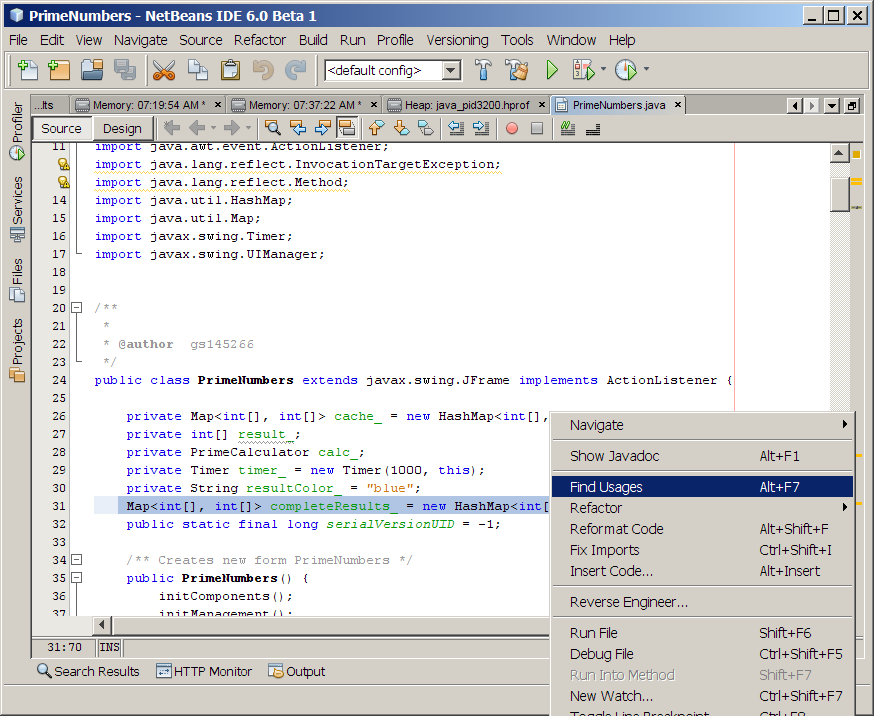 PrimeNumbers - NetBeans IDE 6.0 Beta 1
File Edit View Navigate Source Refactor Build Run Profile Versioning Tools Window Help
<default config>
...lts Memory: 07:19:54 AM * Memory: 07:37:22 AM * Heap: java_pid3200.hprof PrimeNumbers.java
Source Design
Profiler
Services
Files
Projects
11 import java.awt.event.ActionListener;
import java.lang.reflect.InvocationTargetException;
import java.lang.reflect.Method;
14 import java.util.HashMap;
15 import java.util.Map;
16 import javax.swing.Timer;
17 import javax.swing.UIManager;
18
19
20 /**
21 *
22 * @author gs145266
23 */
24 public class PrimeNumbers extends javax.swing.JFrame implements ActionListener {
25
26 private Map<int[], int[]> cache_ = new HashMap<int[],
27 private int[] result_;
28 private PrimeCalculator calc_;
29 private Timer timer_ = new Timer(1000, this);
30 private String resultColor_ = "blue";
31 Map<int[], int[]> completeResults_ = new HashMap<int[
32 public static final long serialVersionUID = -1;
33
34 /** Creates new form PrimeNumbers */
35 public PrimeNumbers() {
36 initComponents();
37 initManagement();
Navigate
Show Javadoc Alt+F1
Find Usages Alt+F7
Refactor
Reformat Code Alt+Shift+F
Fix Imports Ctrl+Shift+I
Insert Code... Alt+Insert
Reverse Engineer...
Run File Shift+F6
Debug File Ctrl+Shift+F5
Run Into Method Shift+F7
New Watch... Ctrl+Shift+F7
Toggle Line Breakpoint Ctrl+F8
31:70 INS
Search Results HTTP Monitor Output